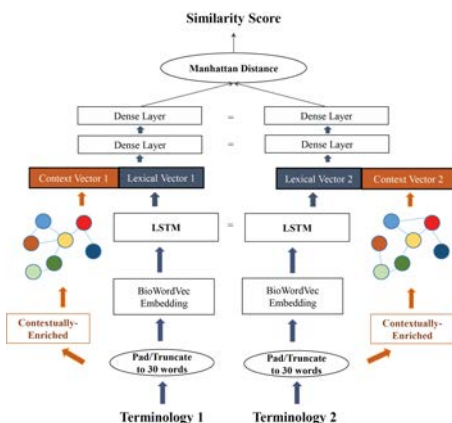 Similarity Score
Manhattan Distance
Dense Layer
=
Dense Layer
Dense Layer
=
Dense Layer
Context Vector 1
Lexical Vector 1
Lexical Vector 2
Context Vector 2
LSTM
=
LSTM
BioWordVec
Embedding
BioWordVec
Embedding
Contextually-
Enriched
Contextually-
Enriched
Pad/Truncate
to 30 words
Pad/Truncate
to 30 words
Terminology 1
Terminology 2